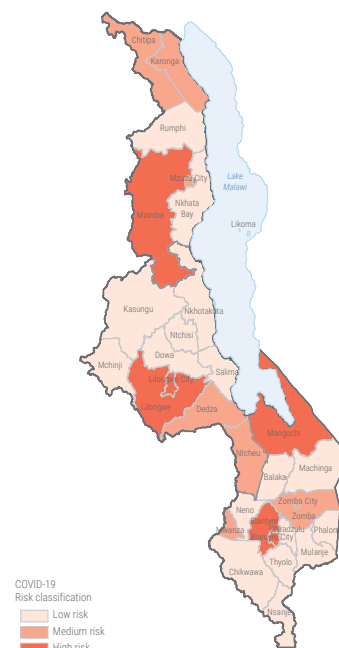 Chitipa
Karonga
Rumphi
Mzuzu City
Lake
Malawi
Nkhata
Bay
Mzimba
Likoma
Kasungu
Nkhotakota
Ntchisi
Dowa
Mchinji
Salima
Lilongwe City
Lilongwe
Dedza
Mangochi
Ntcheu
Machinga
Balaka
Zomba City
Neno
Zomba
Blantyre
Mwanza
Chiradzulu
Phalom
Blantyre City
Mulanje
Thyolo
Chikwawa
Nsanje
COVID-19
Risk classification
Low risk
Medium risk
High risk